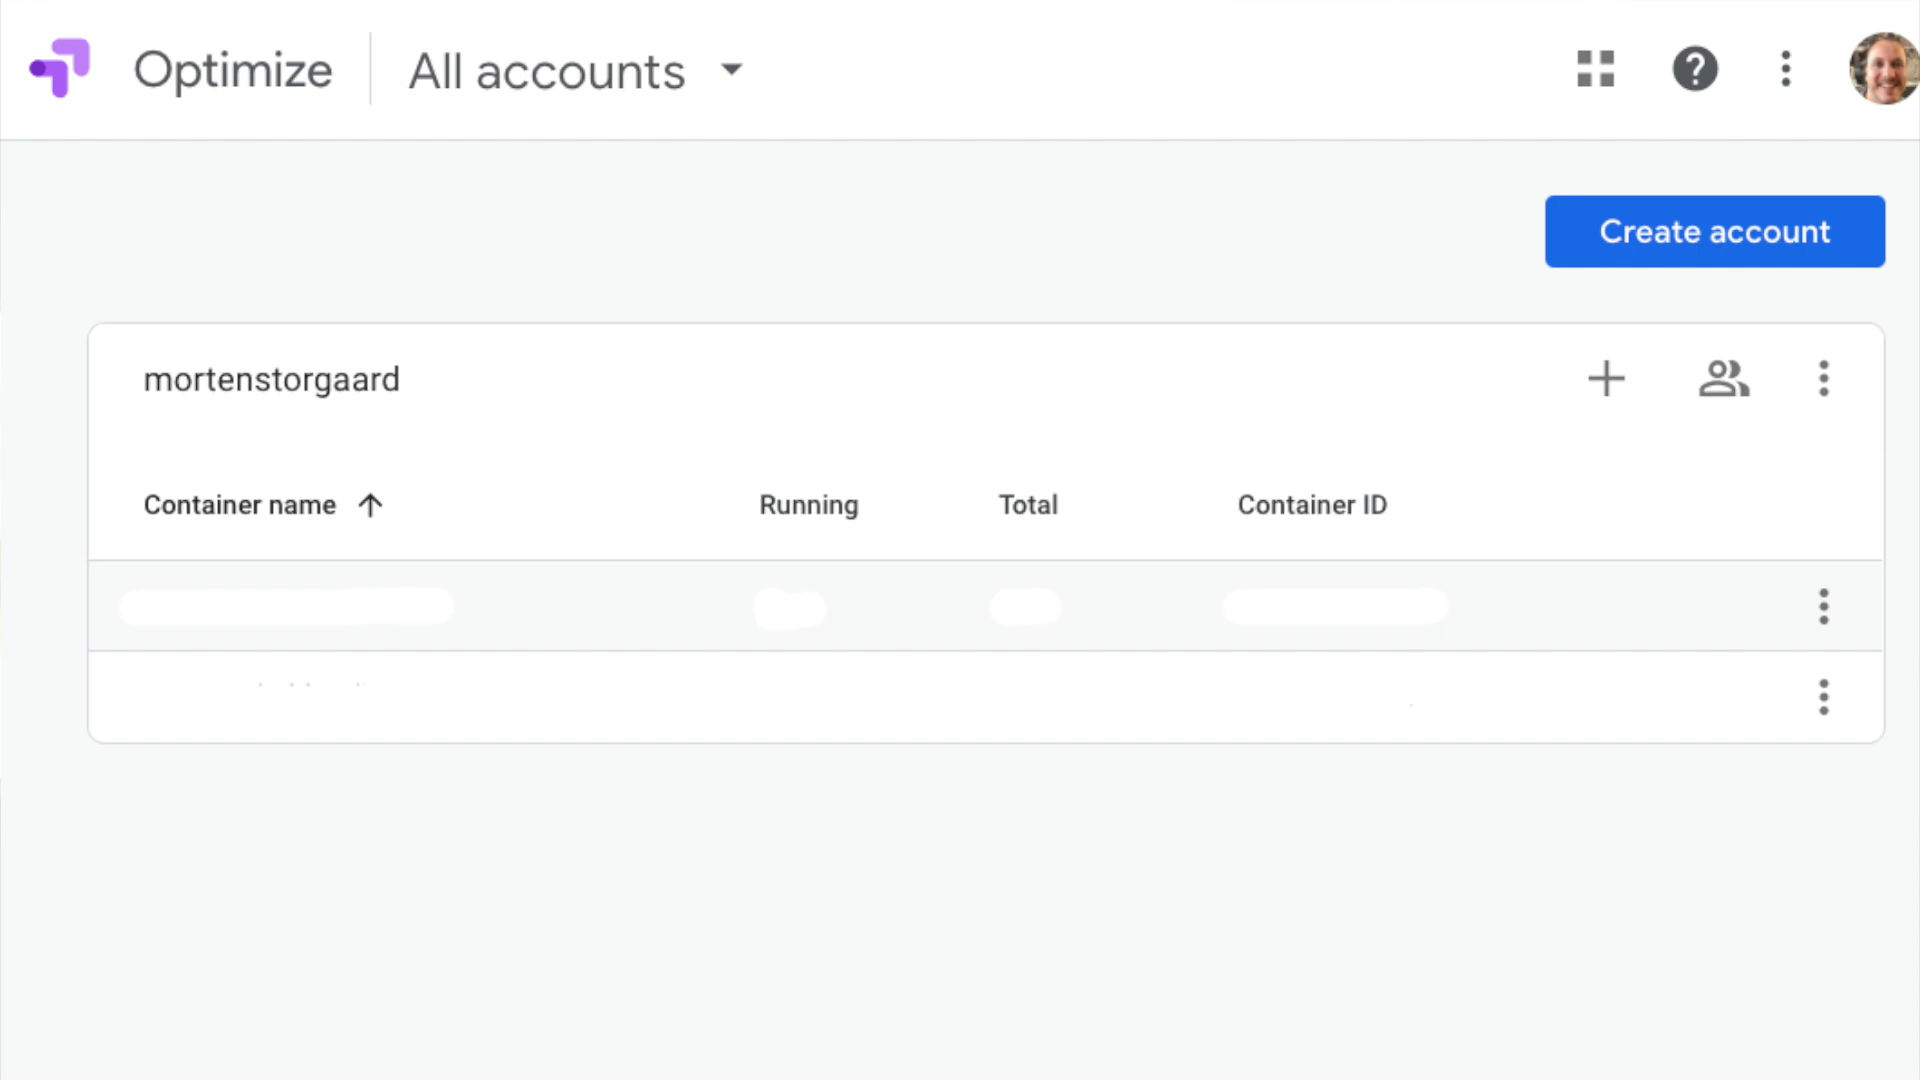 Optimize
All accounts
Create account
mortenstorgaard
Container name
Running
Total
Container ID